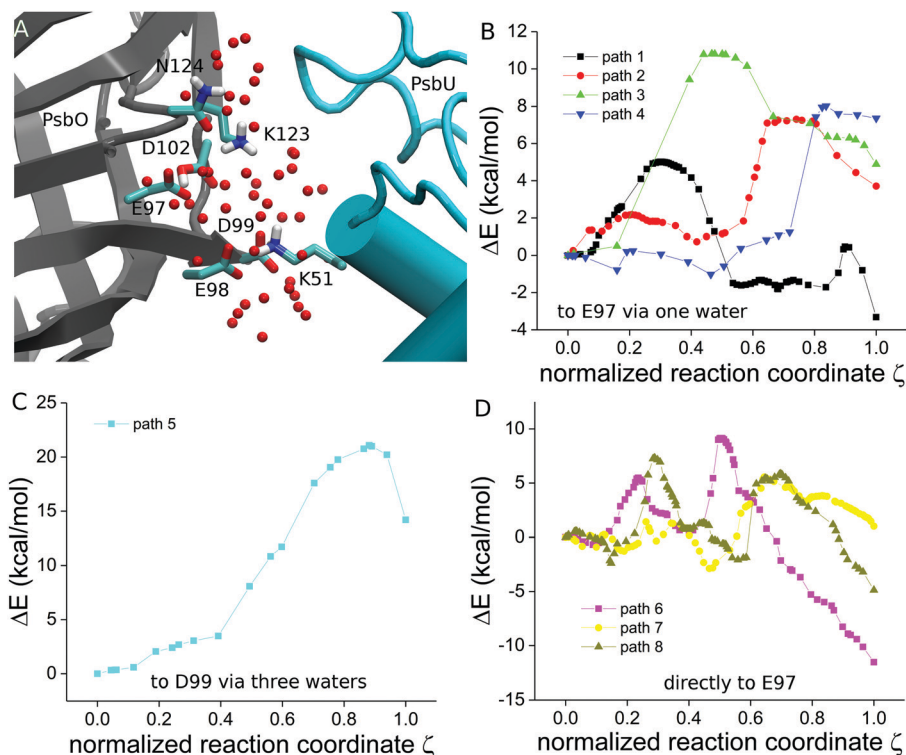 A
N124
PsbO
K123
PsbU
D102
E97
D99
E98
K51
B
path 1
path 2
path 3
path 4
ΔE (kcal/mol)
12
10
8
6
4
2
0
-2
-4
to E97 via one water
0.0 0.2 0.4 0.6 0.8 1.0
normalized reaction coordinate ζ
C
path 5
ΔE (kcal/mol)
25
20
15
10
5
0
to D99 via three waters
0.0 0.2 0.4 0.6 0.8 1.0
normalized reaction coordinate ζ
D
ΔE (kcal/mol)
10
5
0
-5
-10
-15
path 6
path 7
path 8
directly to E97
0.0 0.2 0.4 0.6 0.8 1.0
normalized reaction coordinate ζ